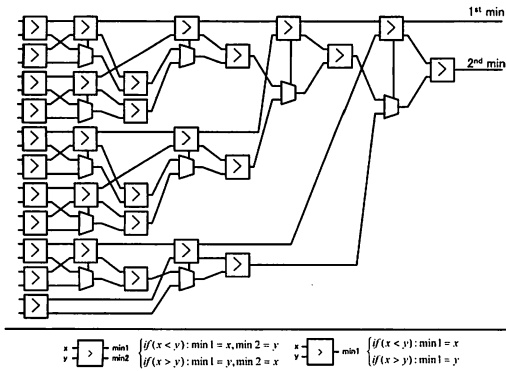 1st min
2nd min
x
y
> min1
min2
if(x < y): min1 = x, min2 = y
if(x > y): min1 = y, min2 = x
x
y
> min1
if(x < y): min1 = x
if(x > y): min1 = y